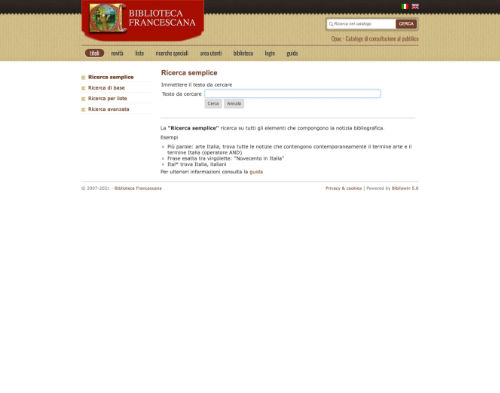 BIBLIOTECA
FRANCESCANA
Ricerca nel catalogo
CERCA
Opac - Catalogo di consultazione al pubblico
titoli novità liste ricerche speciali area utenti biblioteca login guida
Ricerca semplice
Ricerca di base
Ricerca per liste
Ricerca avanzata
Ricerca semplice
Immettere il testo da cercare
Testo da cercare
Cerca Annulla
La "Ricerca semplice" ricerca su tutti gli elementi che compongono la notizia bibliografica.
Esempi
Più parole: arte Italia, trova tutte le notizie che contengono contemporaneamente il termine arte e il
termine Italia (operatore AND)
Frase esatta tra virgolette: "Novecento in Italia"
Ital* trova Italia, italiani
Per ulteriori informazioni consulta la guida
© 2007-2021 - Biblioteca Francescana
Privacy & cookies | Powered by Bibliowin 5.0